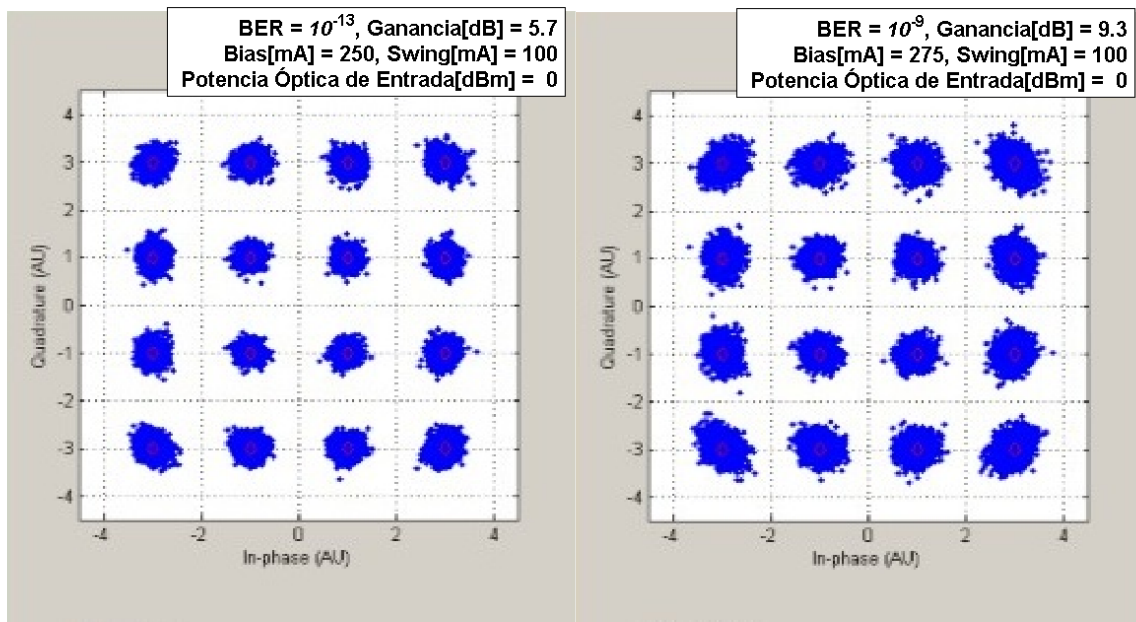 BER = 10-13, Ganancia[dB] = 5.7
Bias[mA] = 250, Swing[mA] = 100
Potencia Óptica de Entrada[dBm] = 0
4
3
2
1
0
-1
-2
-3
-4
Quadrature (AU)
-4
-2
0
2
4
In-phase (AU)
BER = 10-9, Ganancia[dB] = 9.3
Bias[mA] = 275, Swing[mA] = 100
Potencia Óptica de Entrada[dBm] = 0
4
3
2
1
0
-1
-2
-3
-4
Quadrature (AU)
-4
-2
0
2
4
In-phase (AU)